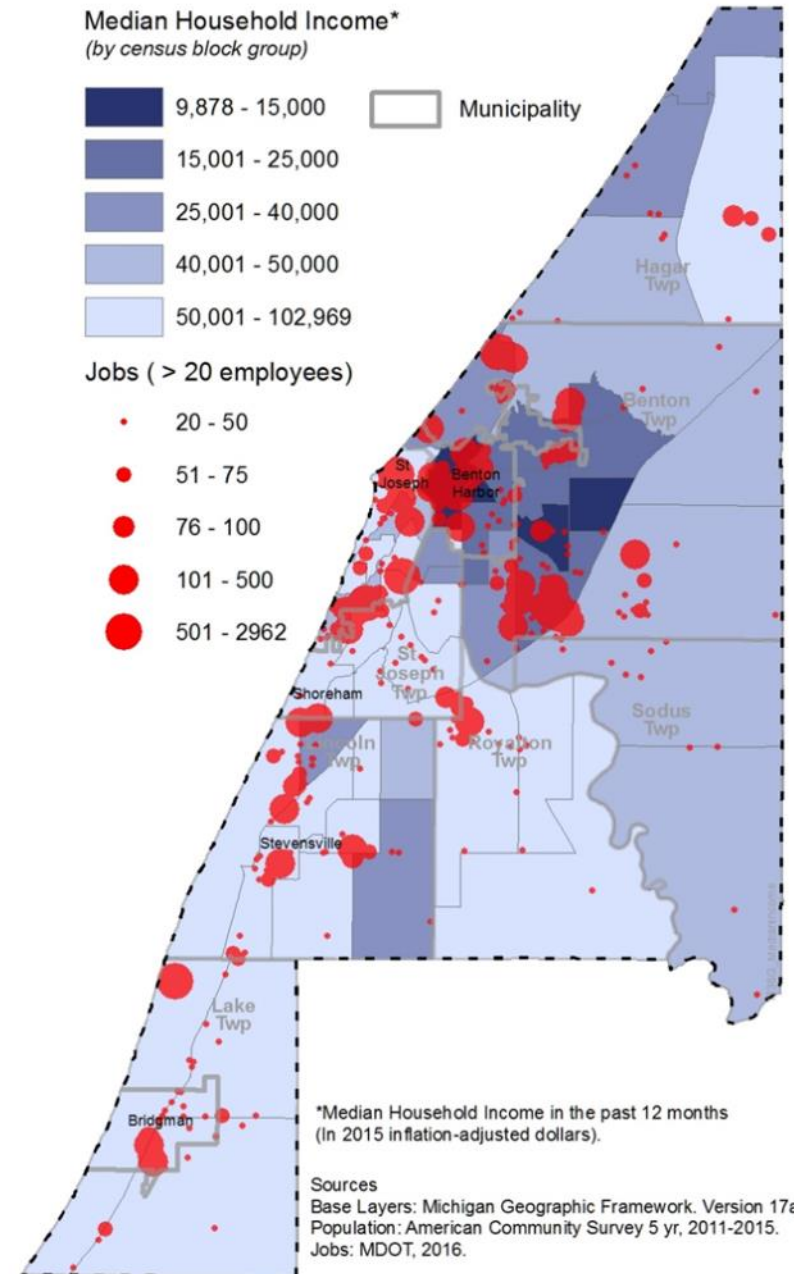 Median Household Income*
(by census block group)
9,878 - 15,000
Municipality
15,001 - 25,000
25,001 - 40,000
40,001 - 50,000
50,001 - 102,969
Jobs ( > 20 employees)
20 - 50
51 - 75
76 - 100
101 - 500
501 - 2962
Hagar
Twp
Benton
Twp
St
Joseph
Benton
Harbor
St
Joseph
Twp
Shoreham
Lincoln
Twp
Royalton
Twp
Sodus
Twp
Stevensville
Lake
Twp
Bridgman
*Median Household Income in the past 12 months
(In 2015 inflation-adjusted dollars).
Sources
Base Layers: Michigan Geographic Framework. Version 17a
Population: American Community Survey 5 yr, 2011-2015.
Jobs: MDOT, 2016.